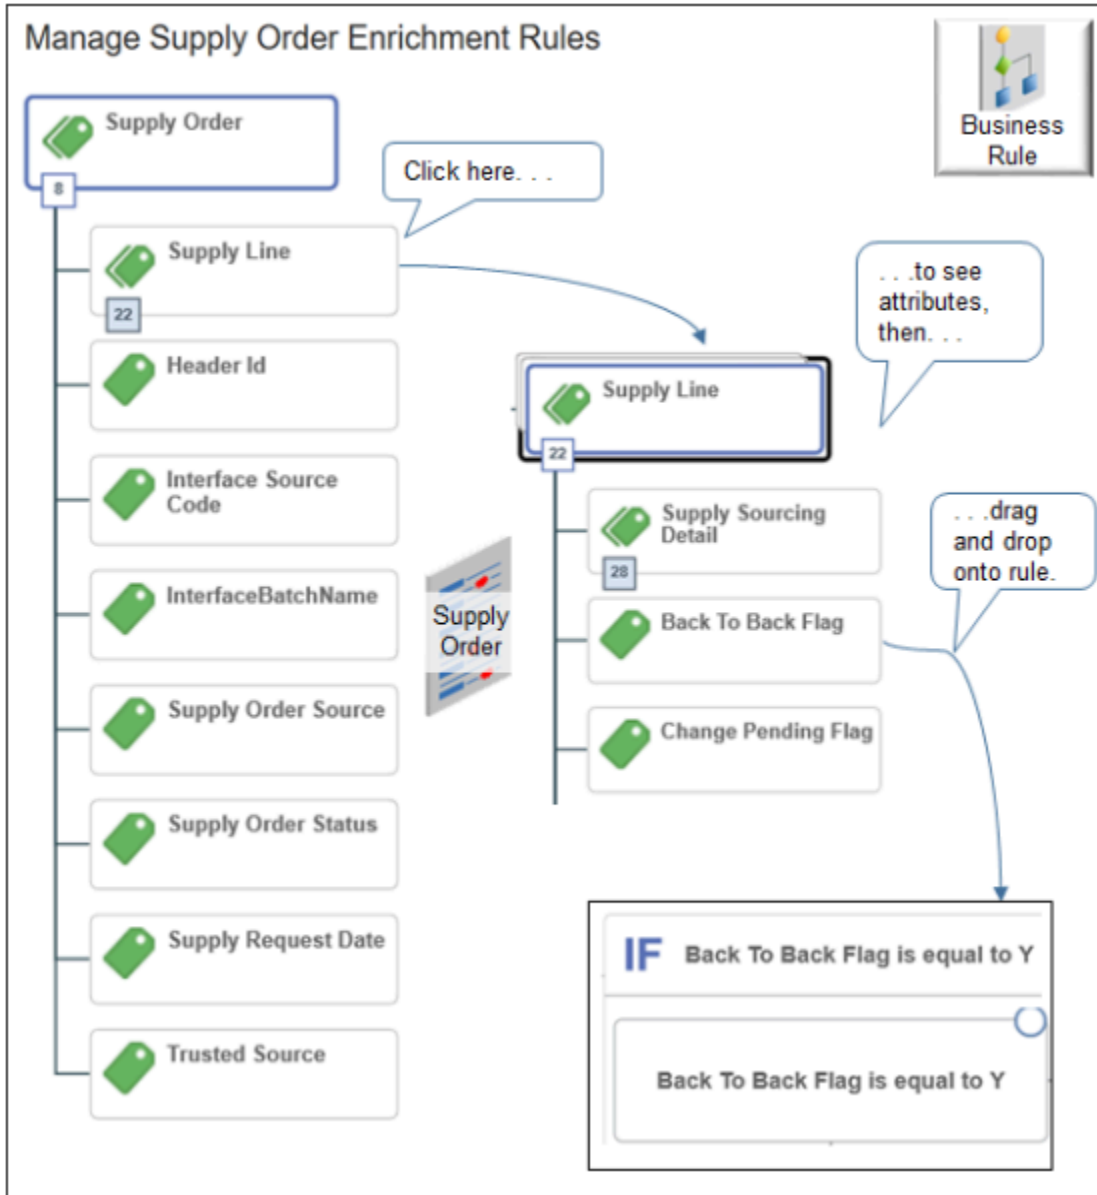 Manage Supply Order Enrichment Rules
Business
Rule
Supply Order
8
Click here. . .
Supply Line
22
. . .to see
attributes,
then. . .
Header Id
Supply Line
22
Interface Source
Code
Supply Sourcing
Detail
28
. . .drag
and drop
onto rule.
InterfaceBatchName
Supply
Order
Back To Back Flag
Supply Order Source
Change Pending Flag
Supply Order Status
Supply Request Date
IF Back To Back Flag is equal to Y
Trusted Source
Back To Back Flag is equal to Y